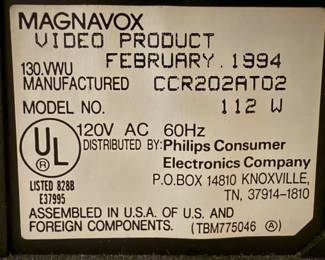 MAGNAVOX
VIDEO PRODUCT
130.VWU FEBRUARY.1994
MANUFACTURED CCR202AT02
MODEL NO. 112 W
UL ® 120V AC 60Hz
DISTRIBUTED BY: Philips Consumer
Electronics Company
P.O.BOX 14810 KNOXVILLE,
TN, 37914-1810
LISTED 828B
E37995
ASSEMBLED IN U.S.A. OF U.S. AND
FOREIGN COMPONENTS. (TBM775046 Ⓐ)